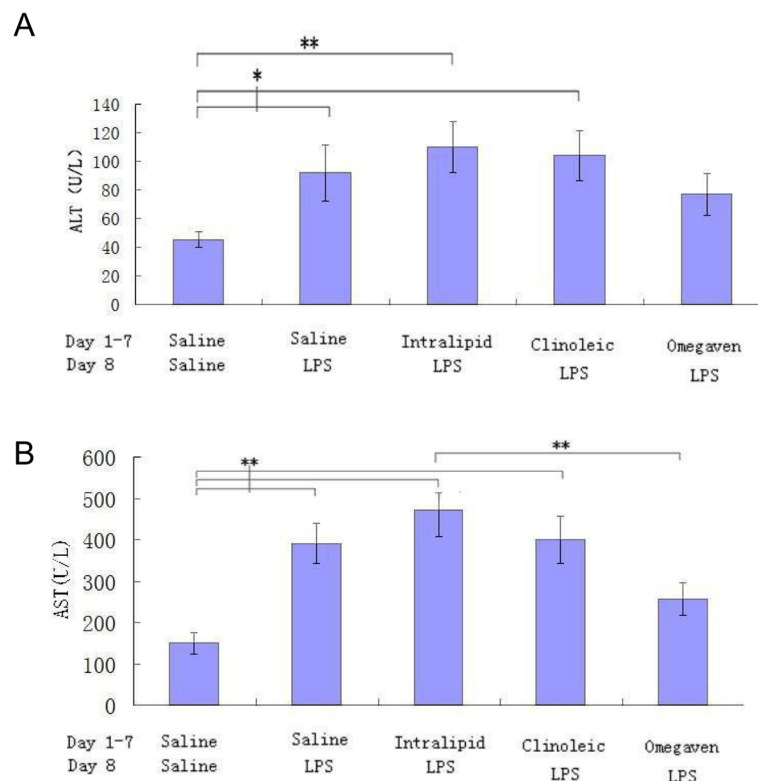 A
**
*
140
120
100
80
60
40
20
0
ALT (U/L)
Day 1-7 Saline Saline Intralipid Clinoleic Omegaven
Day 8 Saline LPS LPS LPS LPS
B
**
**
600
500
400
300
200
100
0
AST(U/L)
Day 1-7 Saline Saline Intralipid Clinoleic Omegaven
Day 8 Saline LPS LPS LPS LPS